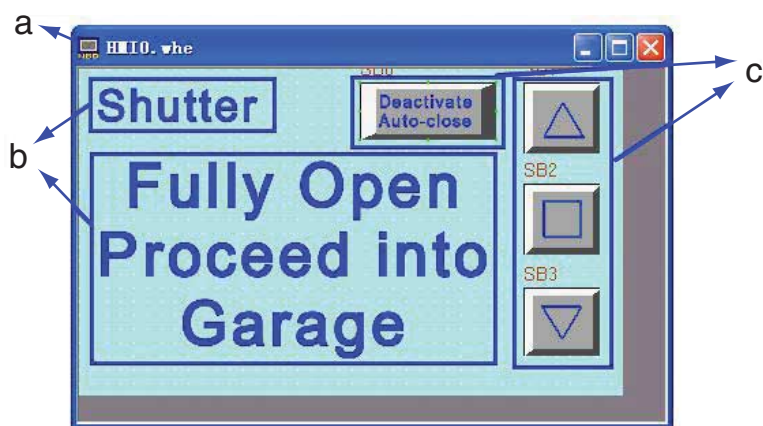 a
HMI0.whe
c
Shutter
Deactivate
Auto-close
b
Fully Open
Proceed into
Garage
SB2
SB3